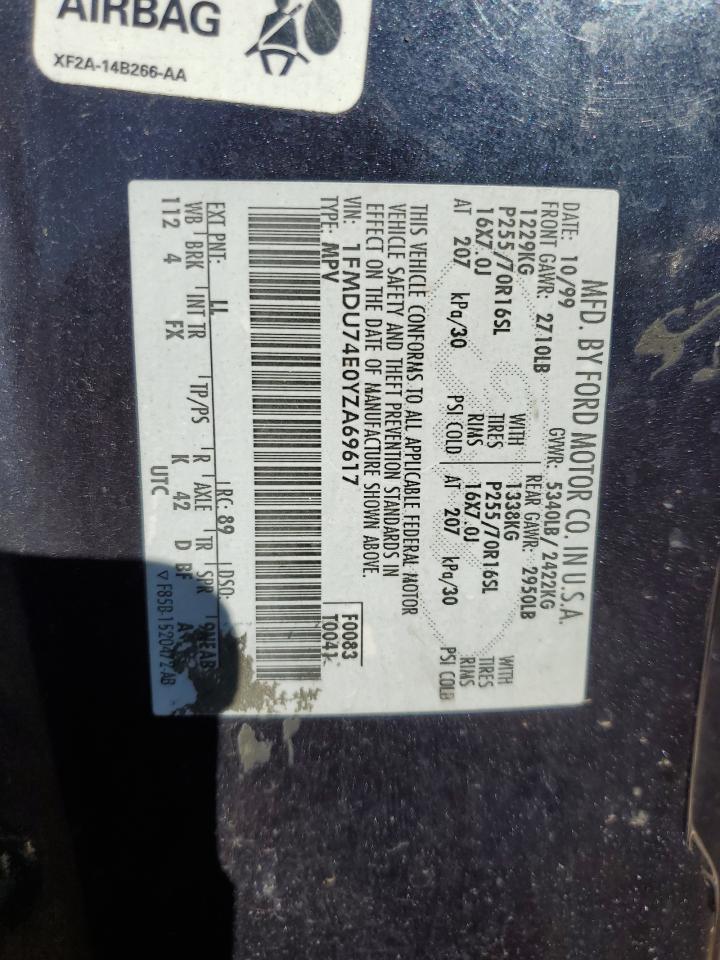 AIRBAG
XF2A-14B266-AA
MFD. BY FORD MOTOR CO. IN U.S.A.
DATE: 10/99 GVWR: 5340LB/2422KG
FRONT GAWR: 2710LB REAR GAWR: 2950LB
1229KG WITH 1338KG WITH
P255/70R16SL TIRES P255/70R16SL TIRES
16X7.0J RIMS 16X7.0J RIMS
AT 207 kPa/30 PSI COLD AT 207 kPa/30 PSI COLD
THIS VEHICLE CONFORMS TO ALL APPLICABLE FEDERAL MOTOR
VEHICLE SAFETY AND THEFT PREVENTION STANDARDS IN
EFFECT ON THE DATE OF MANUFACTURE SHOWN ABOVE.
VIN: 1FMDU74E0YZA69617 F0083
TYPE: MPV T0041
EXT PNT: LL RC: 89 DSO:
WB BRK INT TR TP/PS R AXLE TR SPR
112 4 FX K 42 D BF
UTC ▽ F85B-1520472-AB